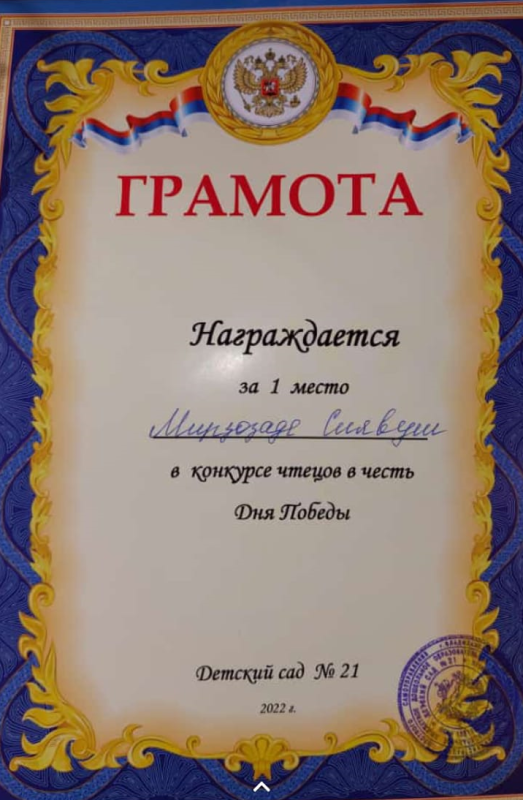 ГРАМОТА
Награждается
за 1 место
Мирзозаде Сиявуш
в конкурсе чтецов в честь
Дня Победы
Детский сад № 21
2022 г.